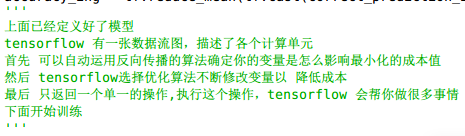 '''
上面已经定义好了模型
tensorflow 有一张数据流图，描述了各个计算单元
首先 可以自动运用反向传播的算法确定你的变量是怎么影响最小化的成本值
然后 tensorflow选择优化算法不断修改变量以 降低成本
最后 只返回一个单一的操作,执行这个操作，tensorflow 会帮你做很多事情
下面开始训练
'''